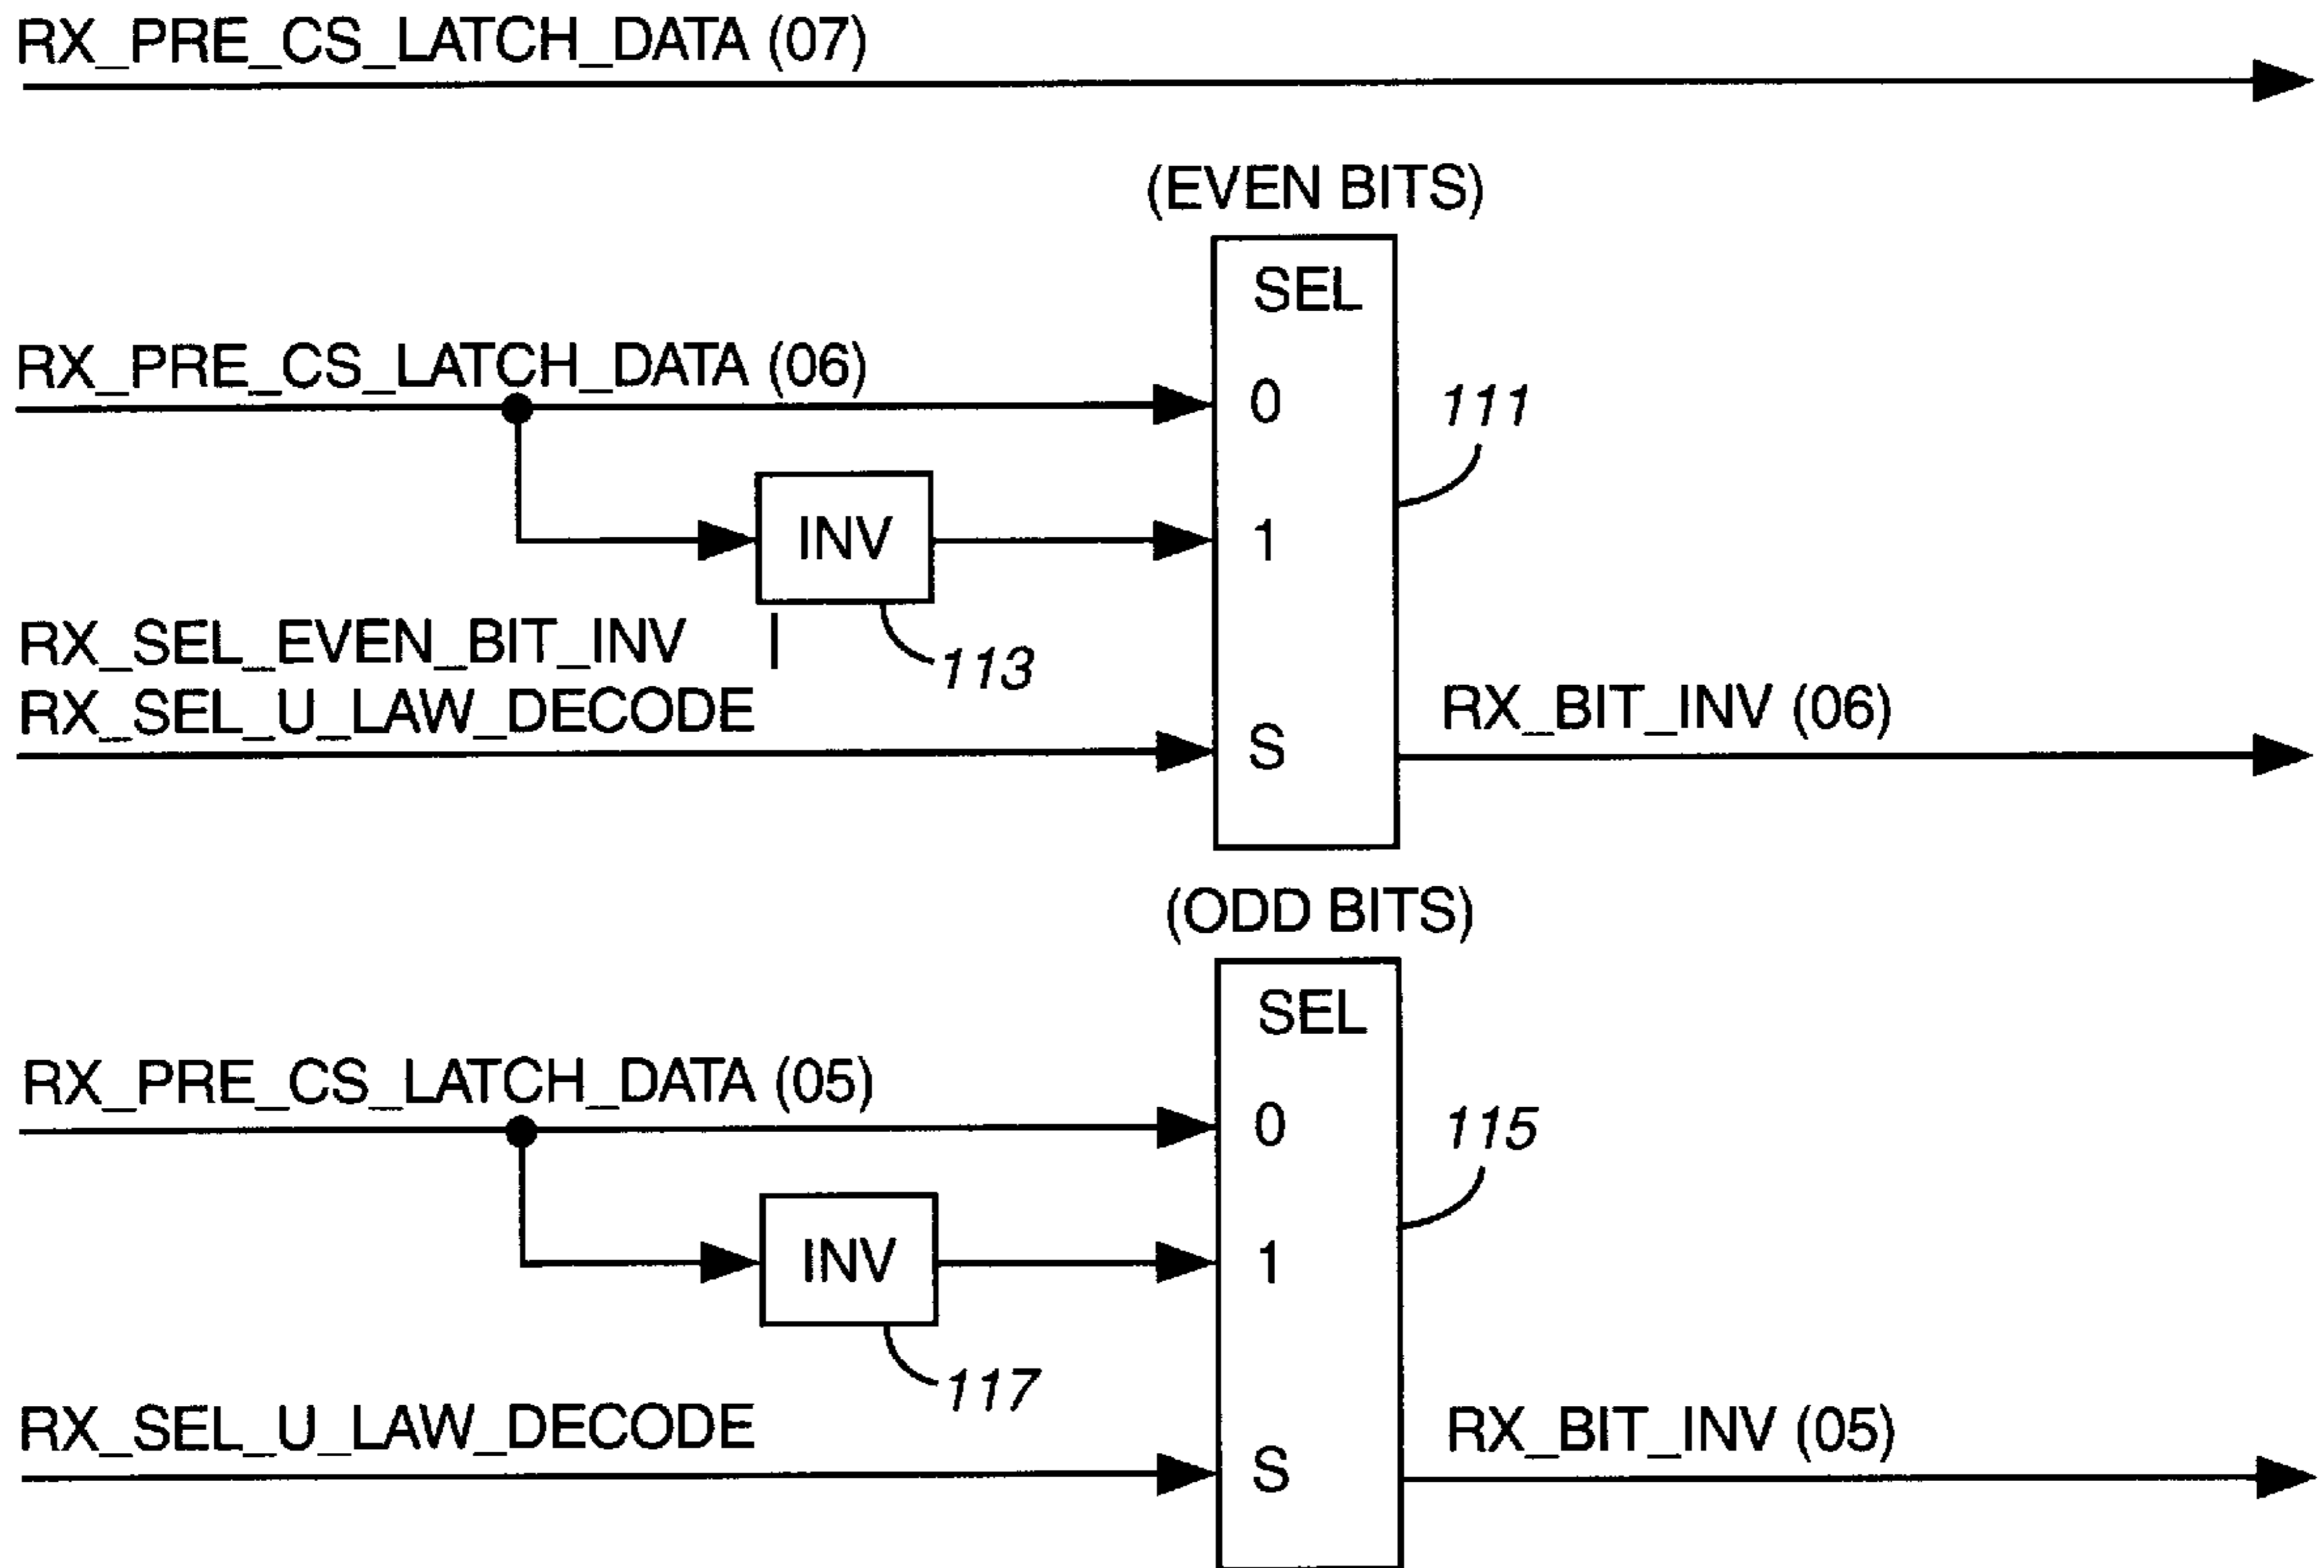 RX_PRE_CS_LATCH_DATA (07)
(EVEN BITS)
SEL
RX_PRE_CS_LATCH_DATA (06)
0
111
INV
1
RX_SEL_EVEN_BIT_INV |
113
RX_SEL_U_LAW_DECODE
S
RX_BIT_INV (06)
(ODD BITS)
SEL
RX_PRE_CS_LATCH_DATA (05)
0
115
INV
1
117
RX_SEL_U_LAW_DECODE
S
RX_BIT_INV (05)